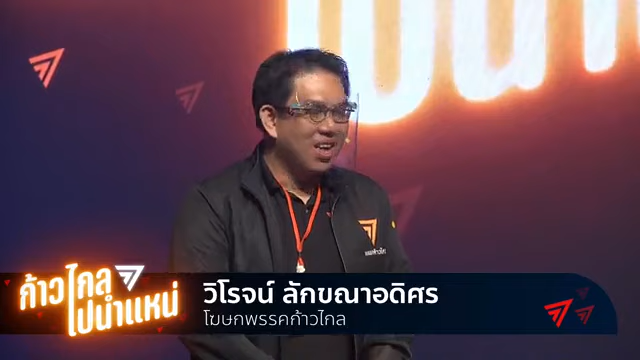 ก้าวไกล
ไปนำแหน่
วิโรจน์ ลักขณาอดิศร
โฆษกพรรคก้าวไกล